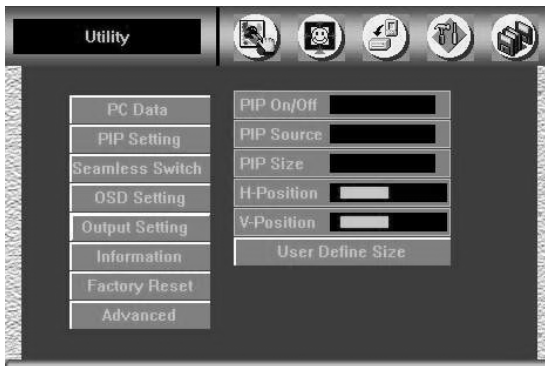 Utility
PC Data
PIP Setting
Seamless Switch
OSD Setting
Output Setting
Information
Factory Reset
Advanced
PIP On/Off
PIP Source
PIP Size
H-Position
V-Position
User Define Size